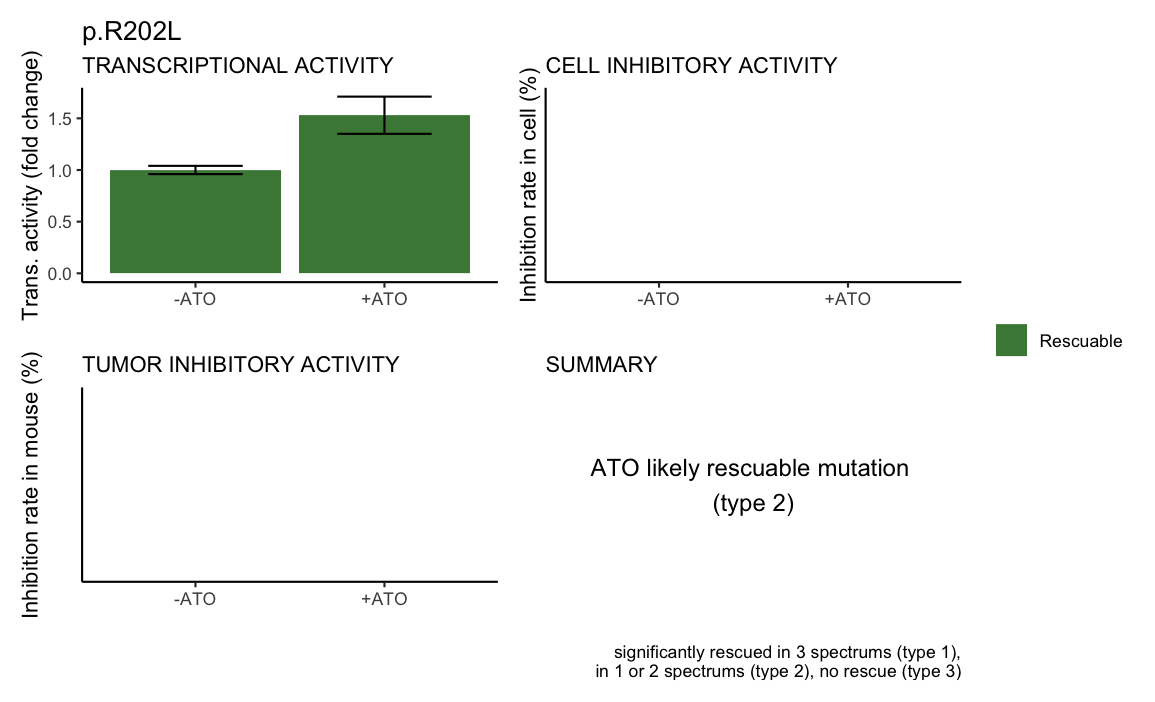 p.R202L
TRANSCRIPTIONAL ACTIVITY
Trans. activity (fold change)
1.5
1.0
0.5
0.0
-ATO
+ATO
CELL INHIBITORY ACTIVITY
Inhibition rate in cell (%)
-ATO
+ATO
Rescuable
TUMOR INHIBITORY ACTIVITY
Inhibition rate in mouse (%)
-ATO
+ATO
SUMMARY
ATO likely rescuable mutation
(type 2)
significantly rescued in 3 spectrums (type 1),
in 1 or 2 spectrums (type 2), no rescue (type 3)